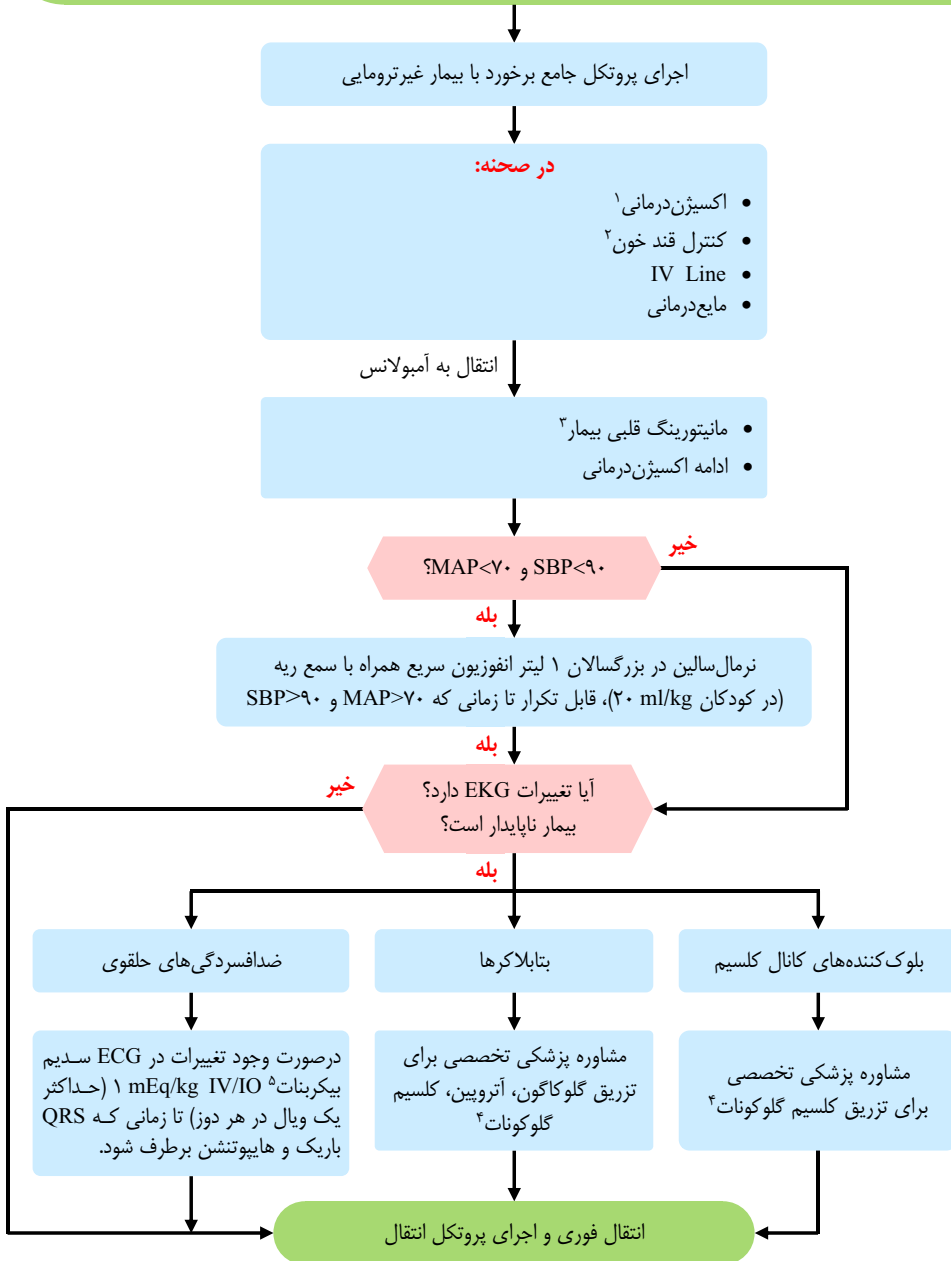 اجرای پروتکل جامع برخورد با بیمار غیرترومایی
در صحنه:
• اکسیژن‌درمانی۱
• کنترل قند خون۲
• IV Line
• مایع‌درمانی
انتقال به آمبولانس
• مانیتورینگ قلبی بیمار۳
• ادامه اکسیژن‌درمانی
SBP<۹۰ و MAP<۷۰؟
خیر
بله
نرمال‌سالین در بزرگسالان ۱ لیتر انفوزیون سریع همراه با سمع ریه
(در کودکان ۲۰ ml/kg)، قابل تکرار تا زمانی که MAP>۷۰ و SBP>۹۰
بله
آیا تغییرات EKG دارد؟
بیمار ناپایدار است؟
خیر
بله
بلوک‌کننده‌های کانال کلسیم
بتابلاکرها
ضدافسردگی‌های حلقوی
مشاوره پزشکی تخصصی
برای تزریق کلسیم گلوکونات۴
مشاوره پزشکی تخصصی برای
تزریق گلوکاگون، آتروپین، کلسیم
گلوکونات۴
درصورت وجود تغییرات در ECG سـدیم
بیکربنات۵ ۱ mEq/kg IV/IO (حـداکثر
یک ویال در هر دوز) تا زمانی کـه QRS
باریک و هایپوتنشن برطرف شود.
انتقال فوری و اجرای پروتکل انتقال